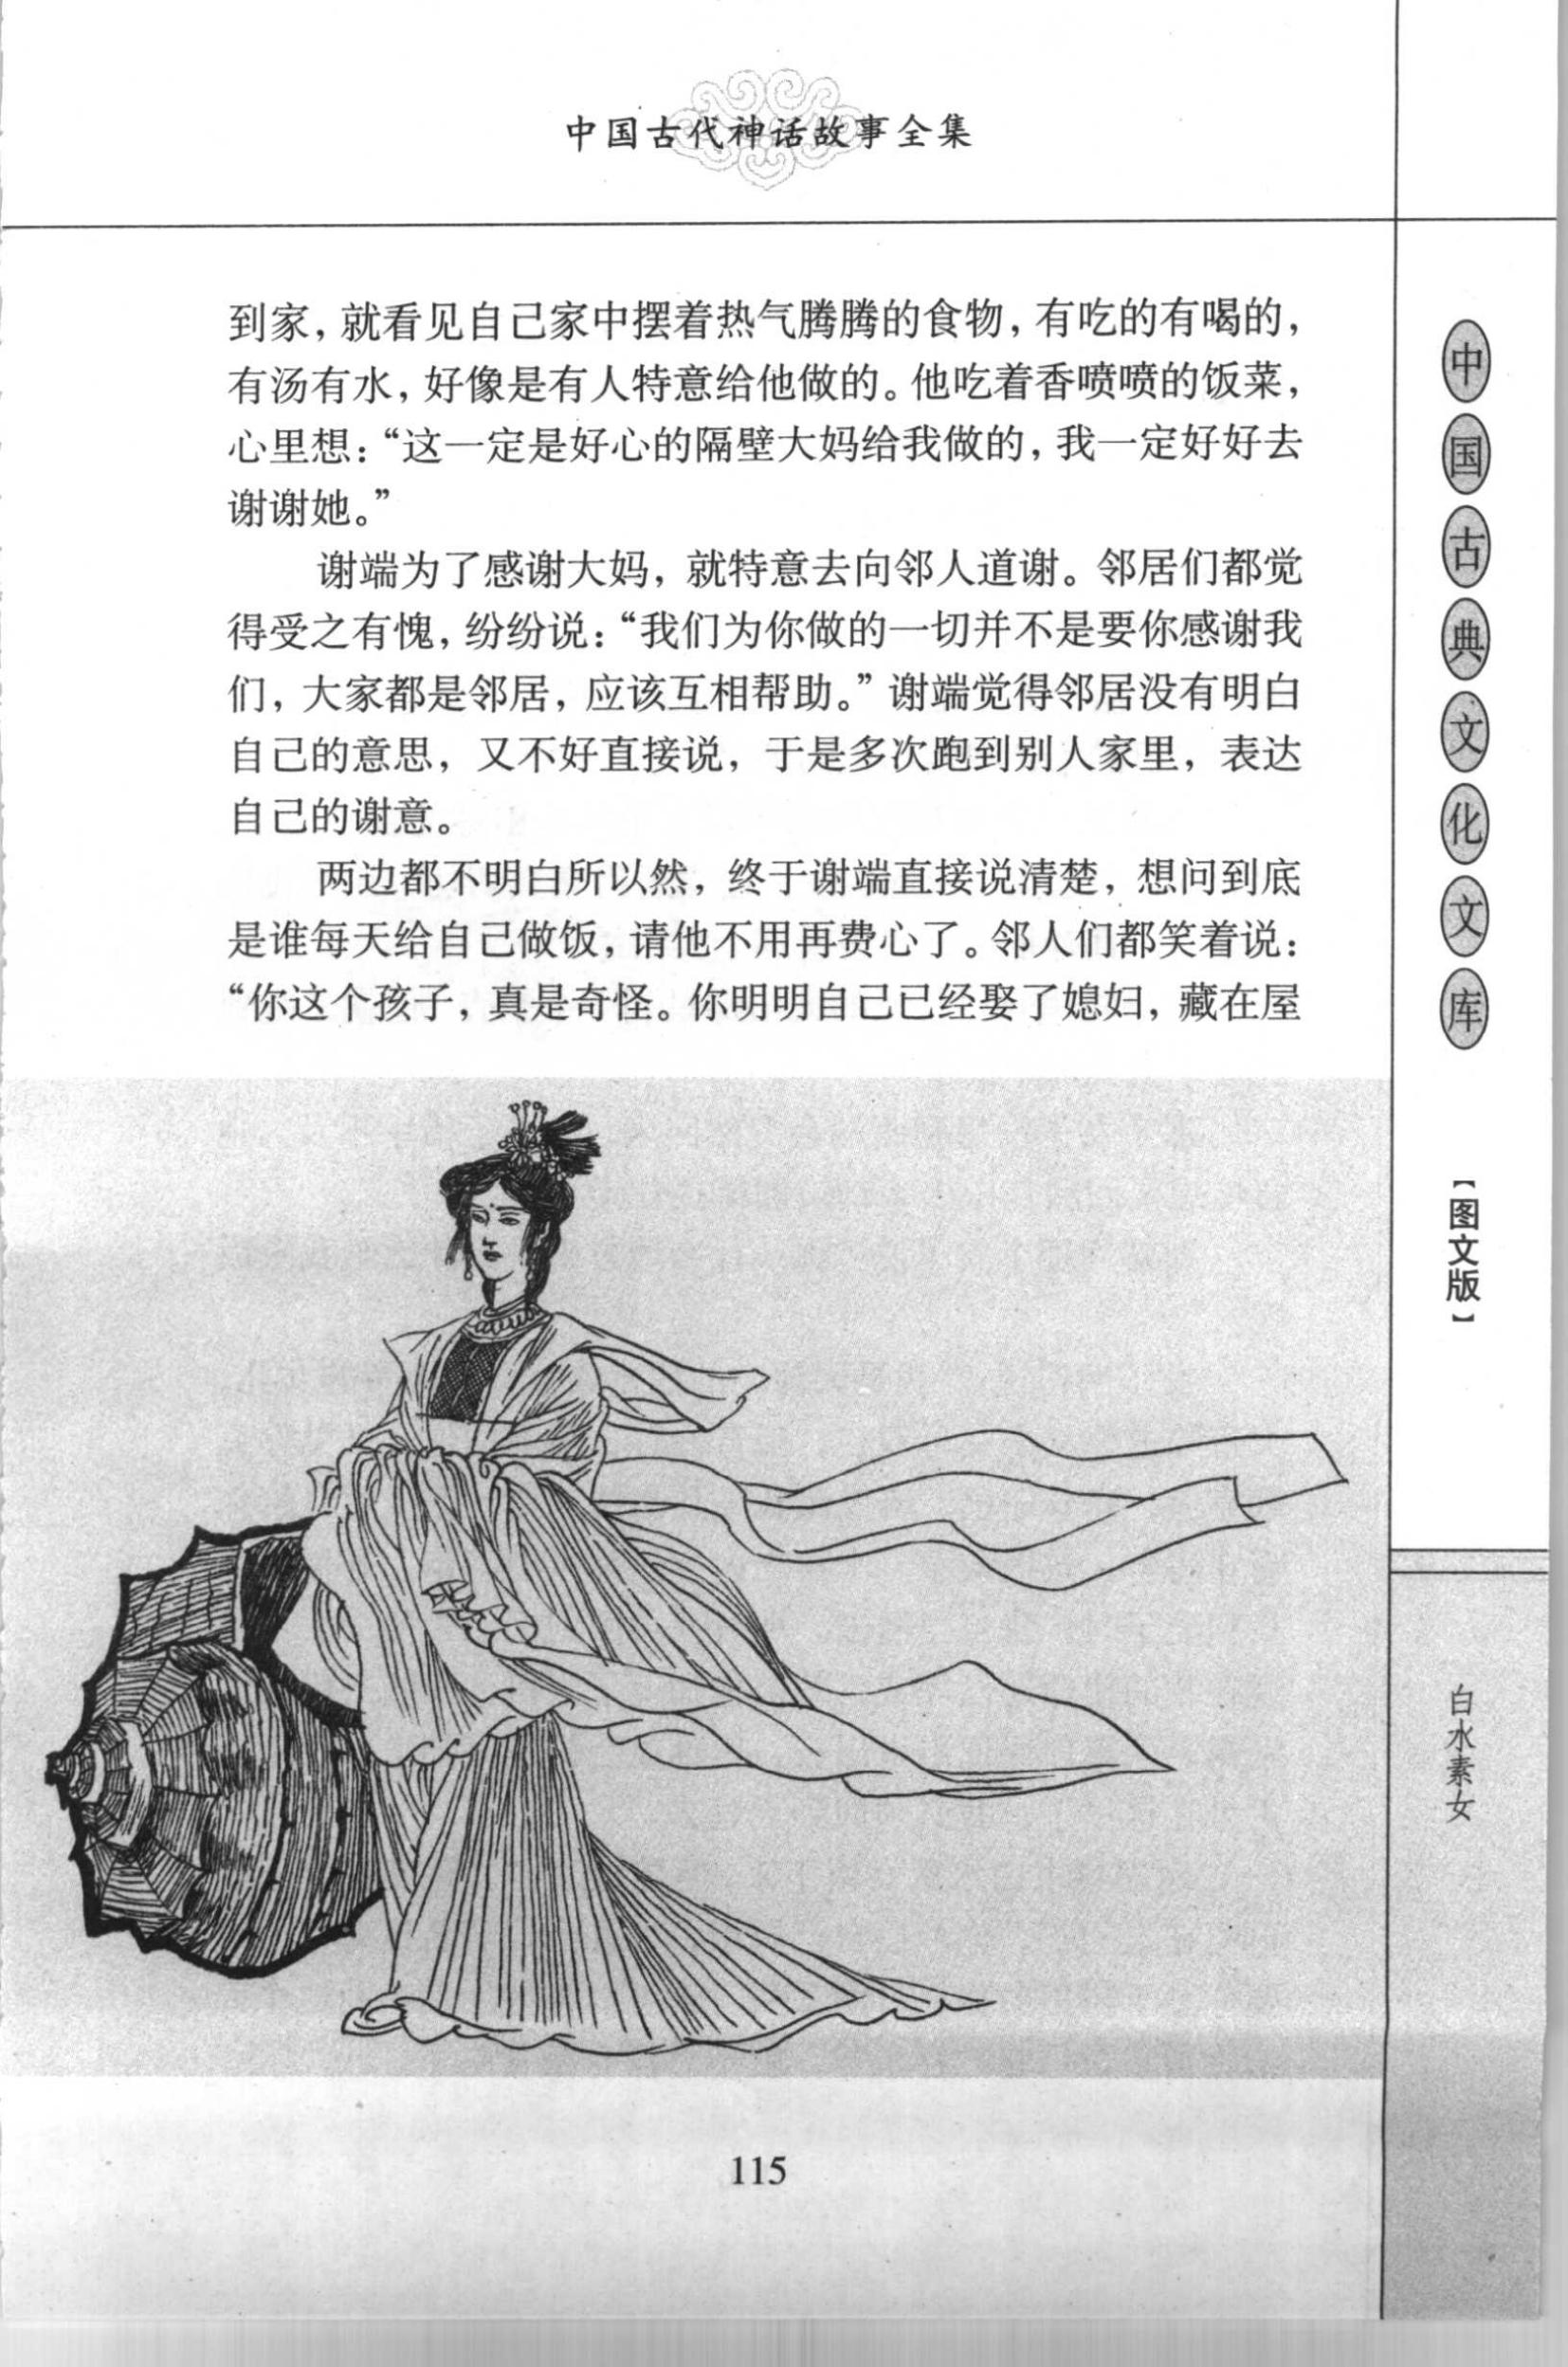 中国古代神话故事全集
到家，就看见自己家中摆着热气腾腾的食物，有吃的有喝的，
有汤有水，好像是有人特意给他做的。他吃着香喷喷的饭菜，
心里想：“这一定是好心的隔壁大妈给我做的，我一定好好去
谢谢她。”
谢端为了感谢大妈，就特意去向邻人道谢。邻居们都觉
得受之有愧，纷纷说：“我们为你做的一切并不是要你感谢我
们，大家都是邻居，应该互相帮助。”谢端觉得邻居没有明白
自己的意思，又不好直接说，于是多次跑到别人家里，表达
自己的谢意。
两边都不明白所以然，终于谢端直接说清楚，想问到底
是谁每天给自己做饭，请他不用再费心了。邻人们都笑着说：
“你这个孩子，真是奇怪。你明明自己已经娶了媳妇，藏在屋
中国古典文化文库
【图文版】
白水素女
115